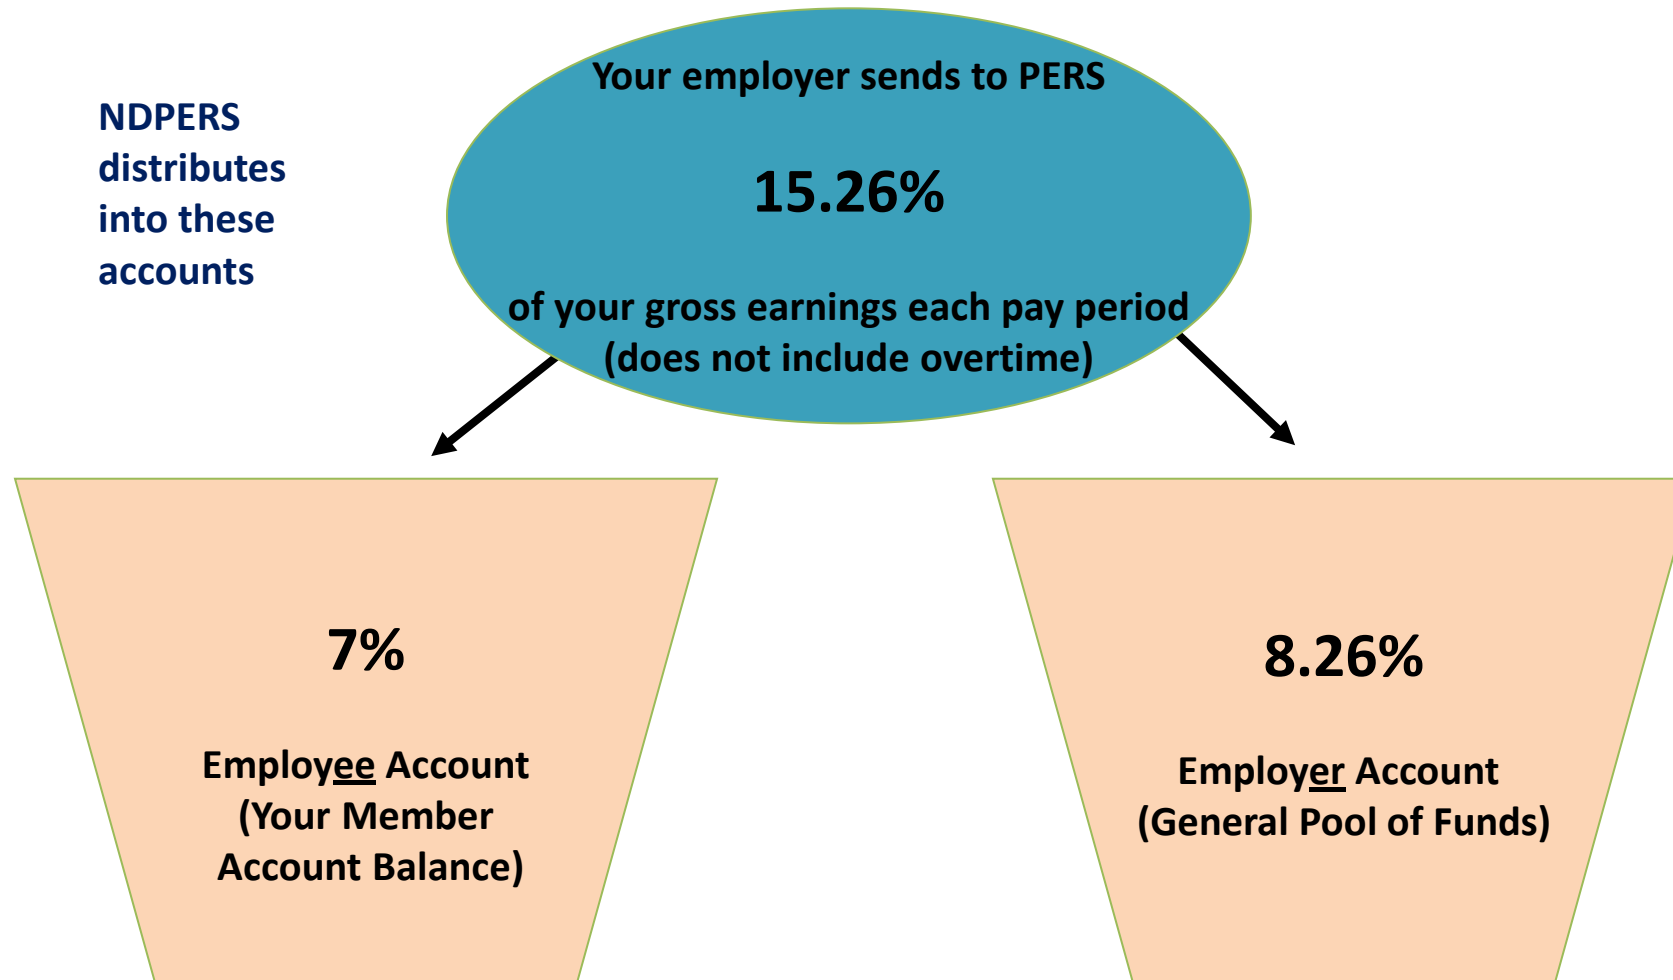 NDPERS
distributes
into these
accounts
Your employer sends to PERS
15.26%
of your gross earnings each pay period
(does not include overtime)
7%
Employee Account
(Your Member
Account Balance)
8.26%
Employer Account
(General Pool of Funds)